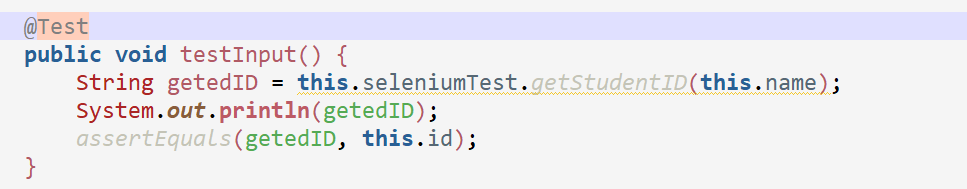 @Test
public void testInput() {
String getedID = this.seleniumTest.getStudentID(this.name);
System.out.println(getedID);
assertEquals(getedID, this.id);
}